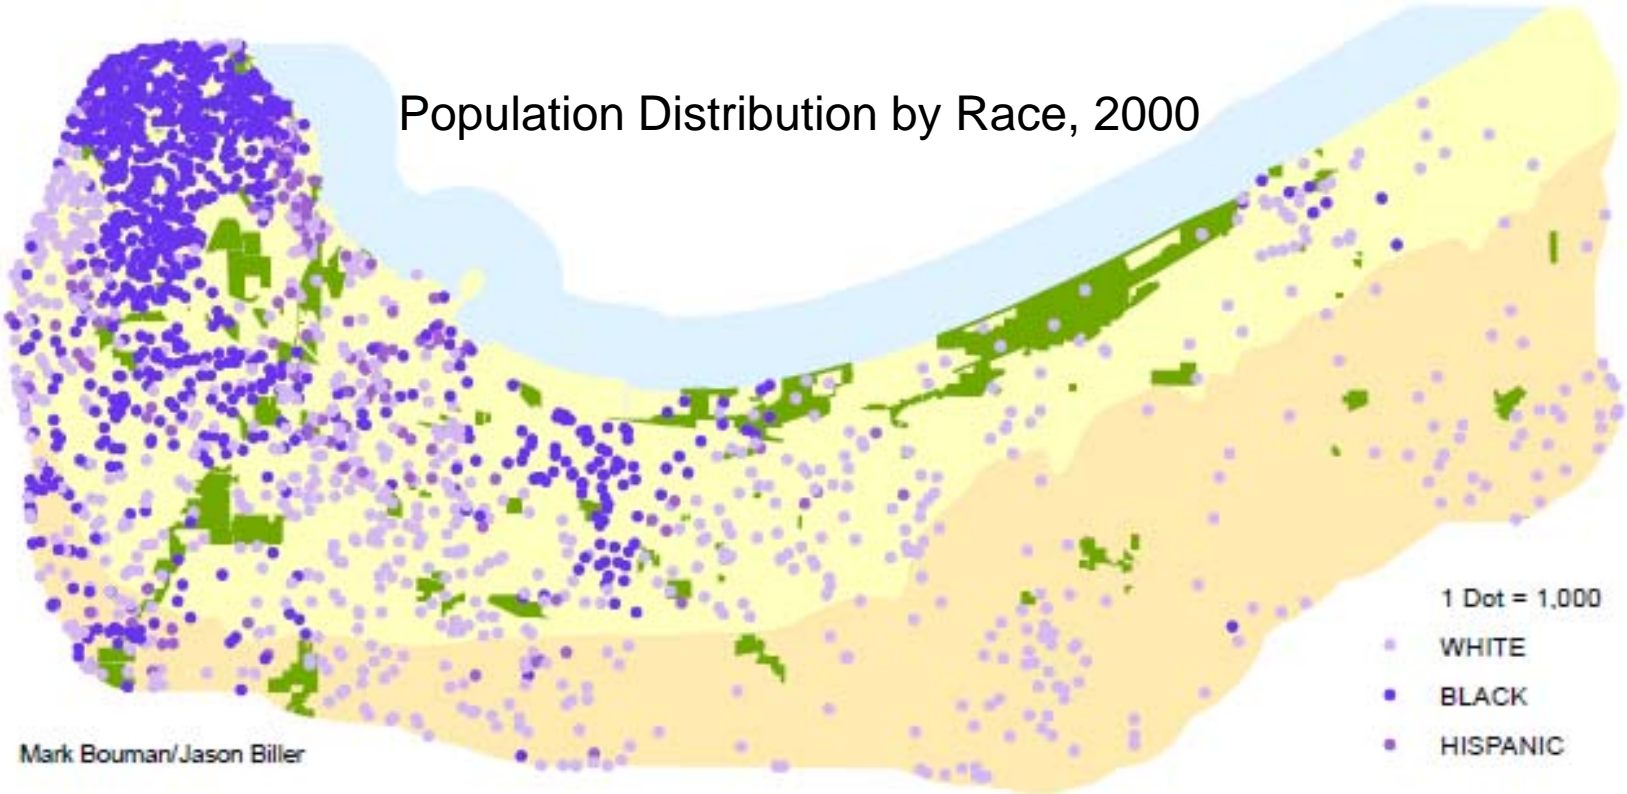 Population Distribution by Race, 2000
1 Dot = 1,000
WHITE
BLACK
HISPANIC
Mark Bouman/Jason Biller